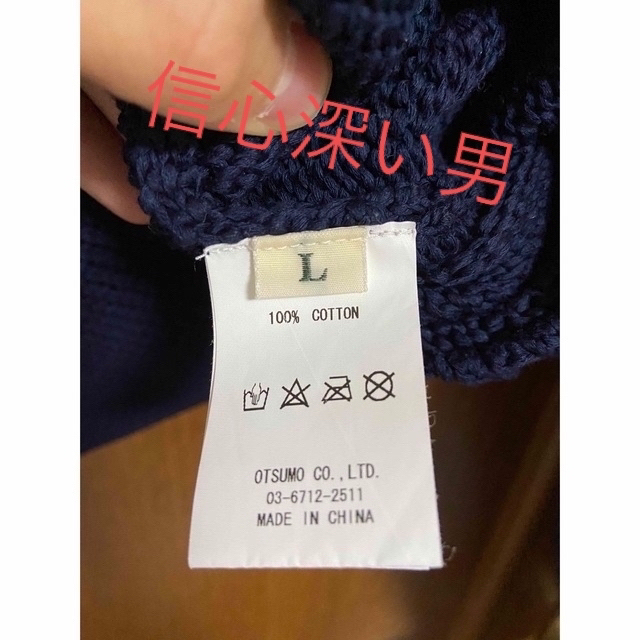 信心深い男
L
100% COTTON
OTSUMO CO.,LTD.
03-6712-2511
MADE IN CHINA